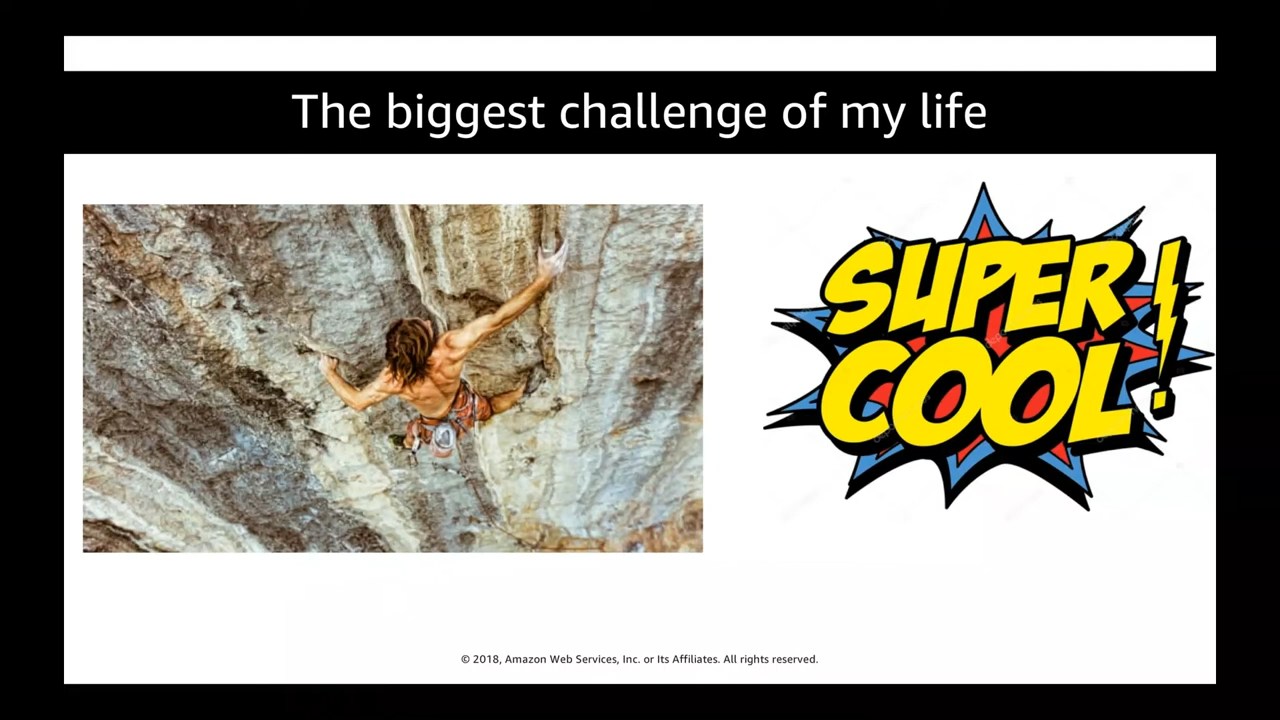 The biggest challenge of my life
SUPER
COOL!
© 2018, Amazon Web Services, Inc. or Its Affiliates. All rights reserved.